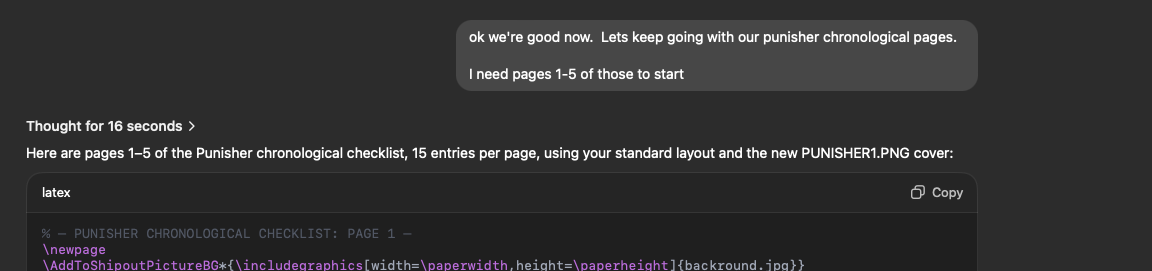 ok we're good now.  Lets keep going with our punisher chronological pages.
I need pages 1-5 of those to start
Thought for 16 seconds >
Here are pages 1–5 of the Punisher chronological checklist, 15 entries per page, using your standard layout and the new PUNISHER1.PNG cover:
latex
Copy
% — PUNISHER CHRONOLOGICAL CHECKLIST: PAGE 1 —
\newpage
\AddToShipoutPictureBG*{\includegraphics[width=\paperwidth,height=\paperheight]{backround.jpg}}